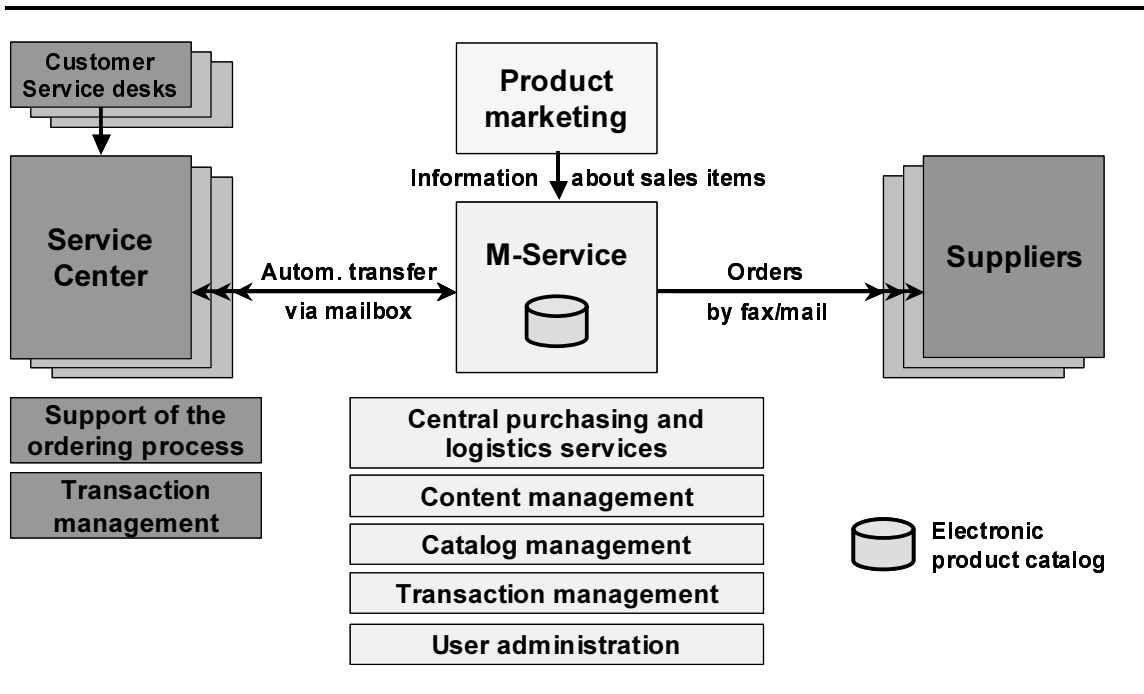 Customer
Service desks
Product
marketing
Information about sales items
Service
Center
M-Service
Suppliers
Autom. transfer
via mailbox
Orders
by fax/mail
Support of the
ordering process
Transaction
management
Central purchasing and
logistics services
Content management
Catalog management
Transaction management
User administration
Electronic
product catalog